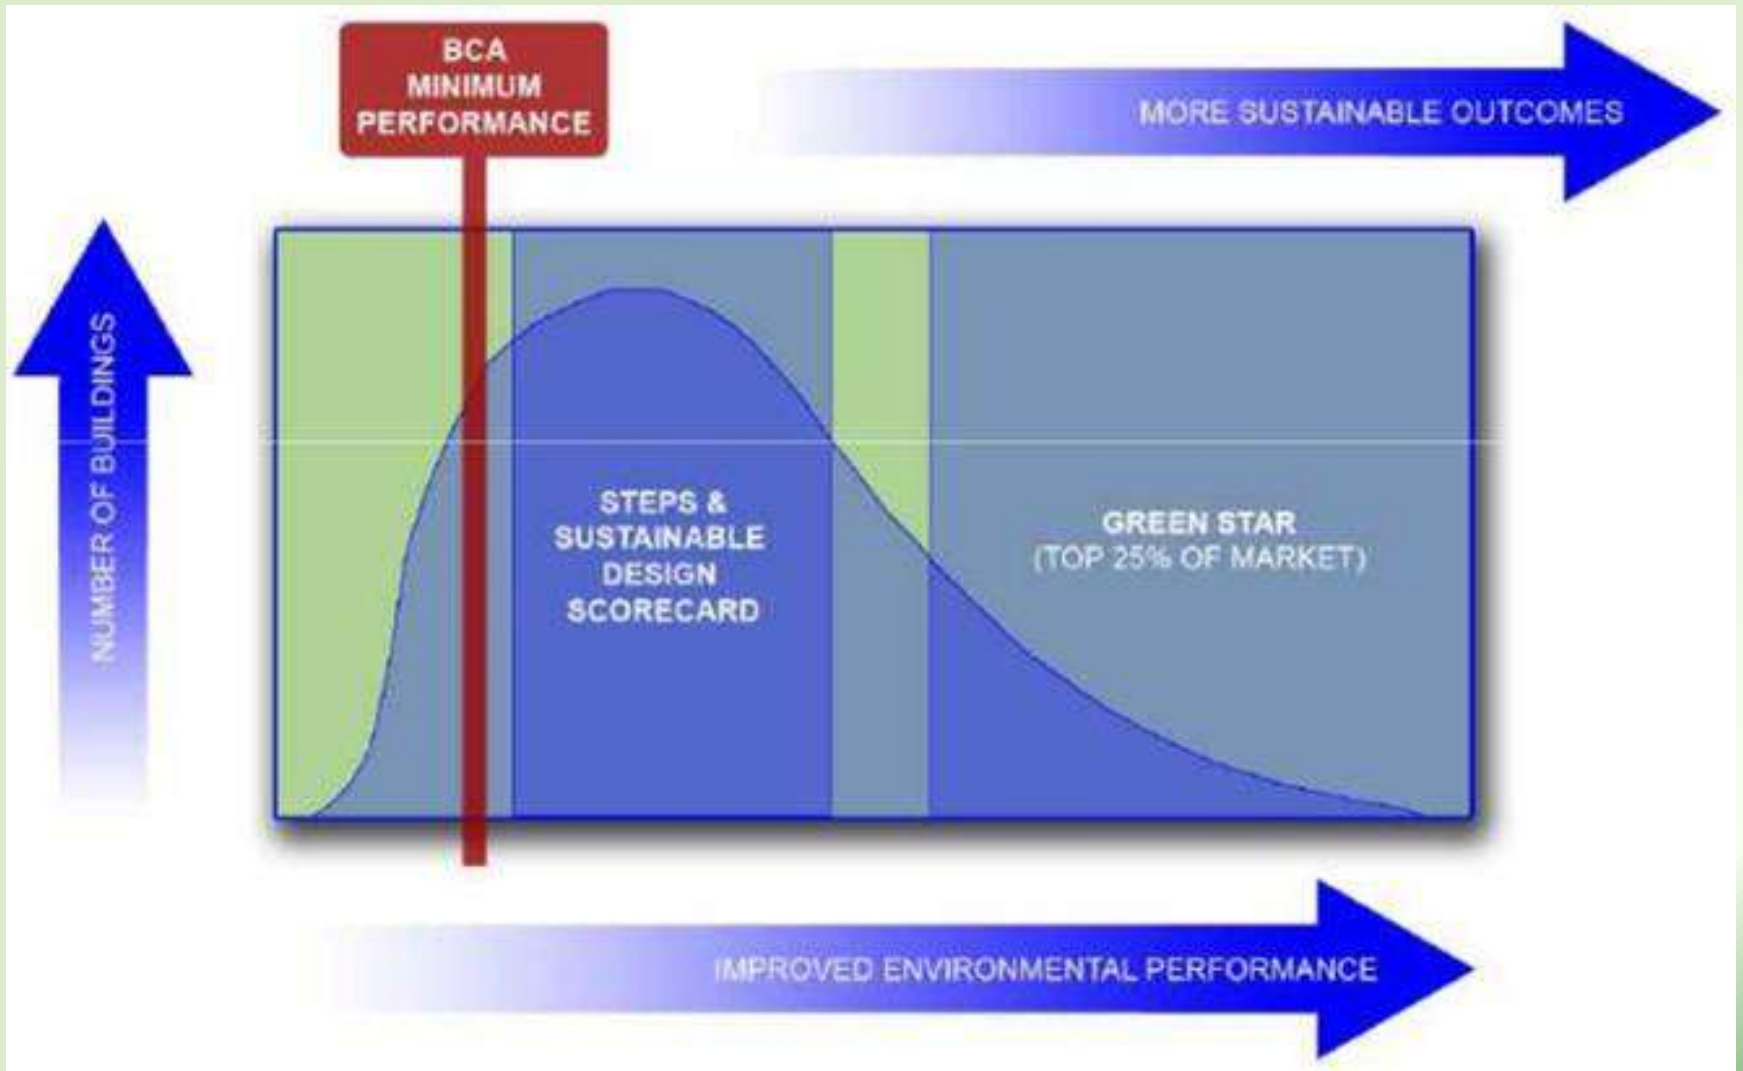 BCA
MINIMUM
PERFORMANCE
MORE SUSTAINABLE OUTCOMES
NUMBER OF BUILDINGS
STEPS &
SUSTAINABLE
DESIGN
SCORECARD
GREEN STAR
(TOP 25% OF MARKET)
IMPROVED ENVIRONMENTAL PERFORMANCE